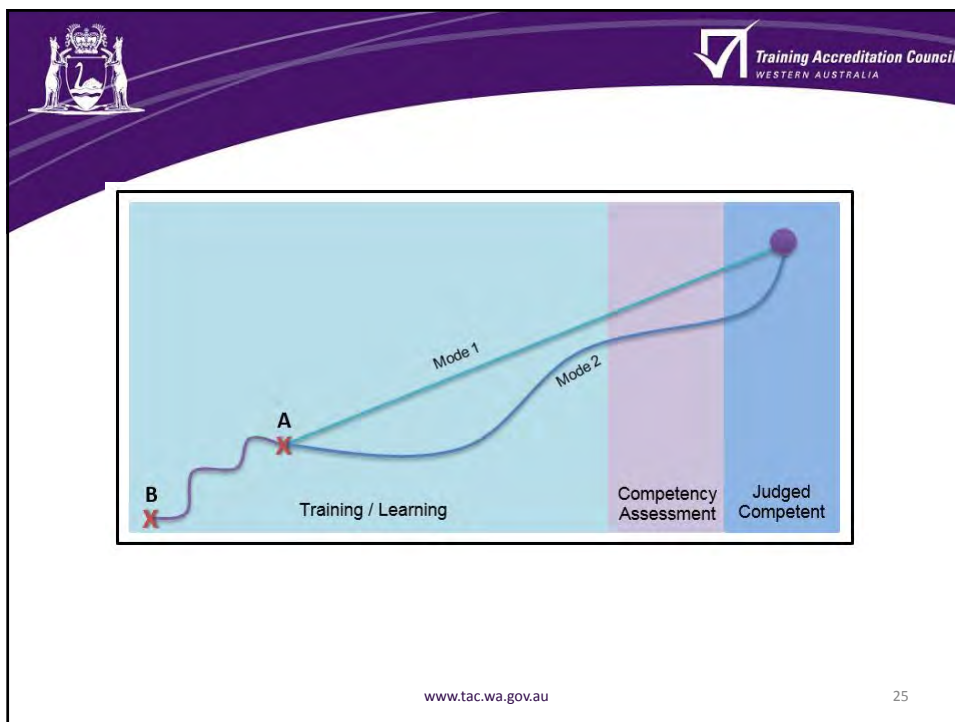 Training Accreditation Council
WESTERN AUSTRALIA
Mode 1
Mode 2
A
B
Training / Learning
Competency
Assessment
Judged
Competent
www.tac.wa.gov.au
25